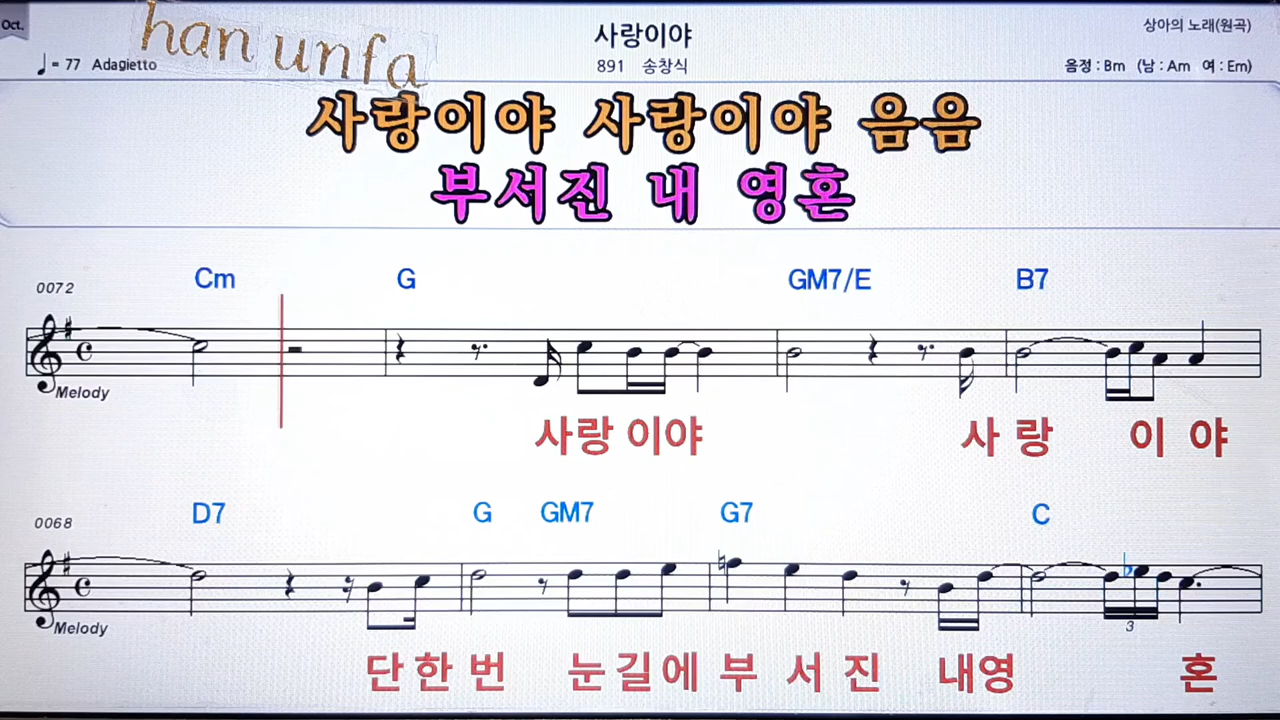 Oct.
han unfa
♩= 77 Adagietto
사랑이야
891 송창식
상아의 노래(원곡)
음정 : Bm (남 : Am 여 : Em)
사랑이야 사랑이야 음음
부서진 내 영혼
0072
Cm G GM7/E B7
Melody
사랑 이야 사 랑 이 야
0068
D7 G GM7 G7 C
Melody
3
단 한 번 눈 길 에 부 서 진 내영 혼